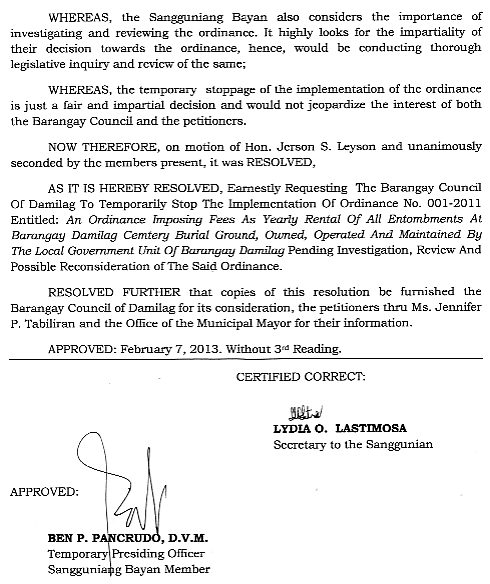 WHEREAS, the Sangguniang Bayan also considers the importance of
investigating and reviewing the ordinance. It highly looks for the impartiality of
their decision towards the ordinance, hence, would be conducting thorough
legislative inquiry and review of the same;
WHEREAS, the temporary stoppage of the implementation of the ordinance
is just a fair and impartial decision and would not jeopardize the interest of both
the Barangay Council and the petitioners.
NOW THEREFORE, on motion of Hon. Jerson S. Leyson and unanimously
seconded by the members present, it was RESOLVED,
AS IT IS HEREBY RESOLVED, Earnestly Requesting The Barangay Council
Of Damilag To Temporarily Stop The Implementation Of Ordinance No. 001-2011
Entitled: An Ordinance Imposing Fees As Yearly Rental Of All Entombments At
Barangay Damilag Cemtery Burial Ground, Owned, Operated And Maintained By
The Local Government Unit Of Barangay Damilag Pending Investigation, Review And
Possible Reconsideration of The Said Ordinance.
RESOLVED FURTHER that copies of this resolution be furnished the
Barangay Council of Damilag for its consideration, the petitioners thru Ms. Jennifer
P. Tabiliran and the Office of the Municipal Mayor for their information.
APPROVED: February 7, 2013. Without 3rd Reading.
CERTIFIED CORRECT:
LYDIA O. LASTIMOSA
Secretary to the Sanggunian
APPROVED:
BEN P. PANCRUDO, D.V.M.
Temporary Presiding Officer
Sangguniang Bayan Member